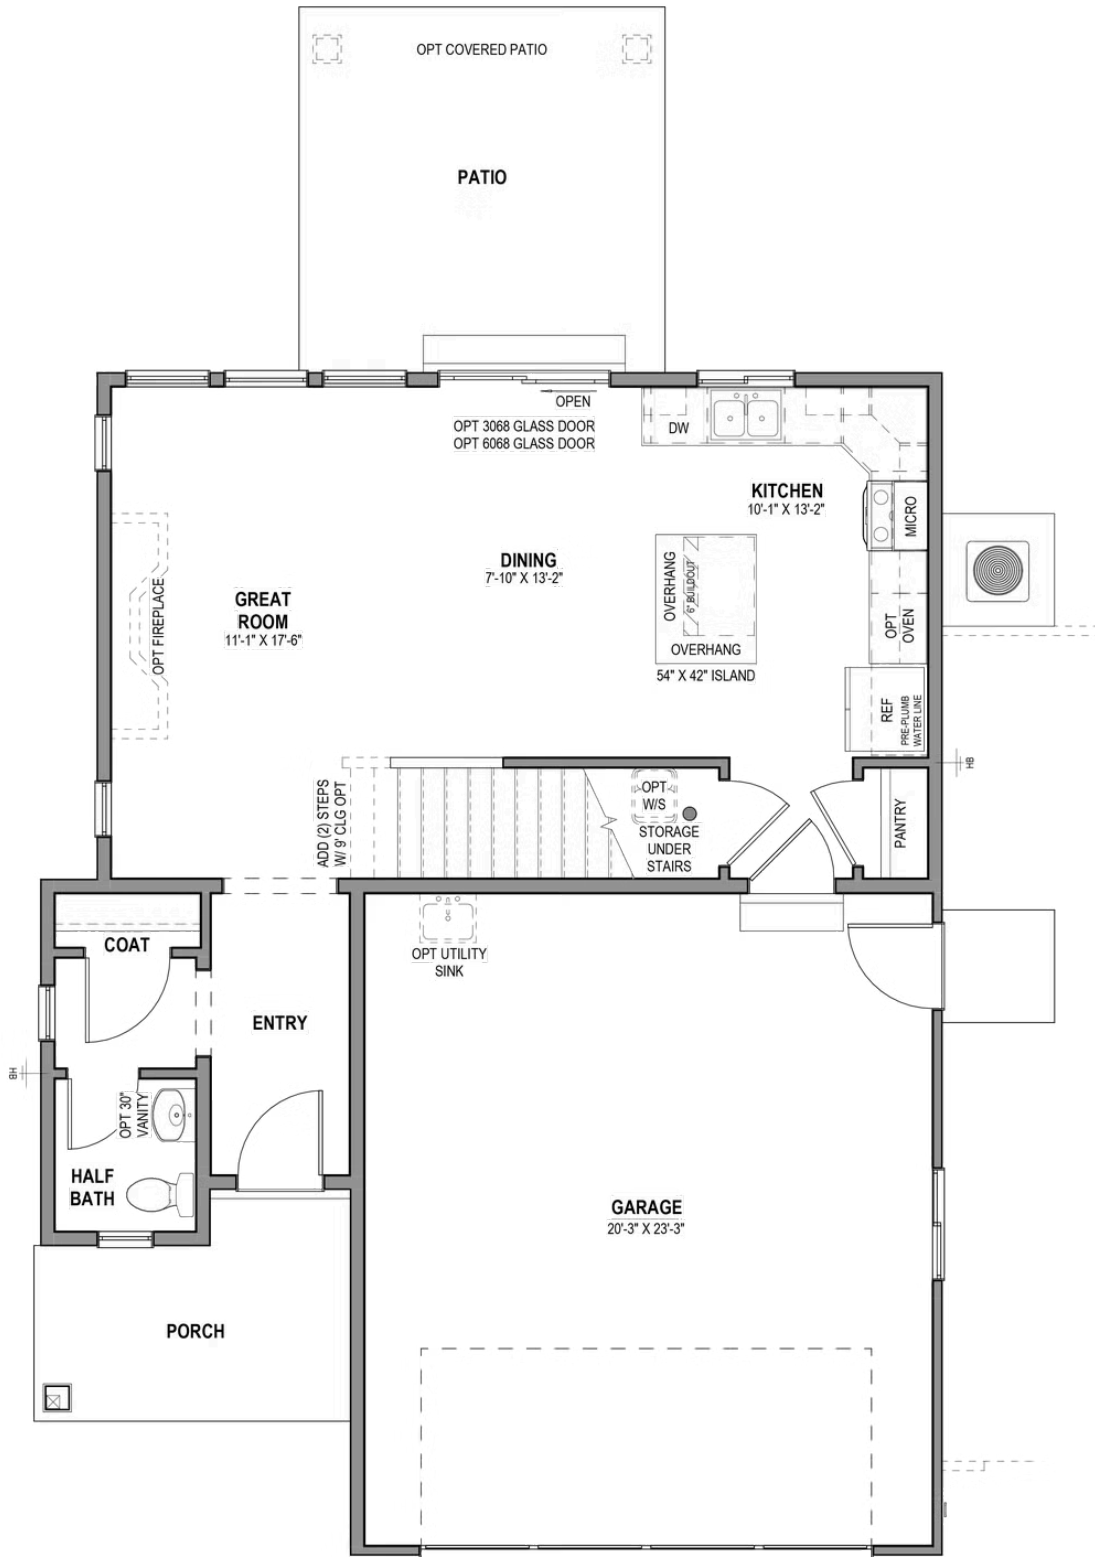 OPT COVERED PATIO
PATIO
OPEN
OPT 3068 GLASS DOOR
OPT 6068 GLASS DOOR
DW
KITCHEN
10'-1" X 13'-2"
MICRO
DINING
7'-10" X 13'-2"
OVERHANG
6" BUILDOUT
OVERHANG
54" X 42" ISLAND
OPT
OVEN
GREAT
ROOM
11'-1" X 17'-6"
OPT FIREPLACE
REF
PRE-PLUMB
WATER LINE
HB
ADD (2) STEPS
W/ 9' CLG OPT
OPT
W/S
STORAGE
UNDER
STAIRS
PANTRY
COAT
OPT UTILITY
SINK
ENTRY
HB
OPT 30"
VANITY
HALF
BATH
GARAGE
20'-3" X 23'-3"
PORCH